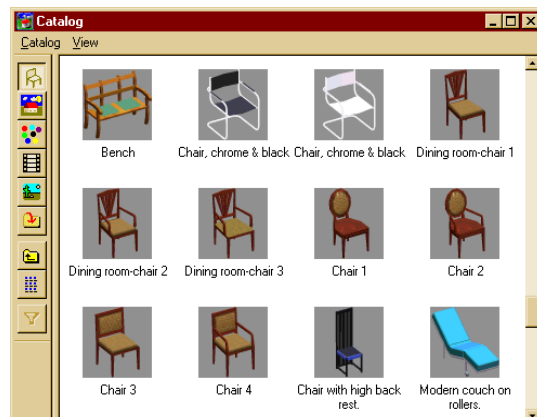 Catalog
Catalog View
Bench
Chair, chrome & black
Chair, chrome & black
Dining room-chair 1
Dining room-chair 2
Dining room-chair 3
Chair 1
Chair 2
Chair 3
Chair 4
Chair with high back
rest.
Modern couch on
rollers.